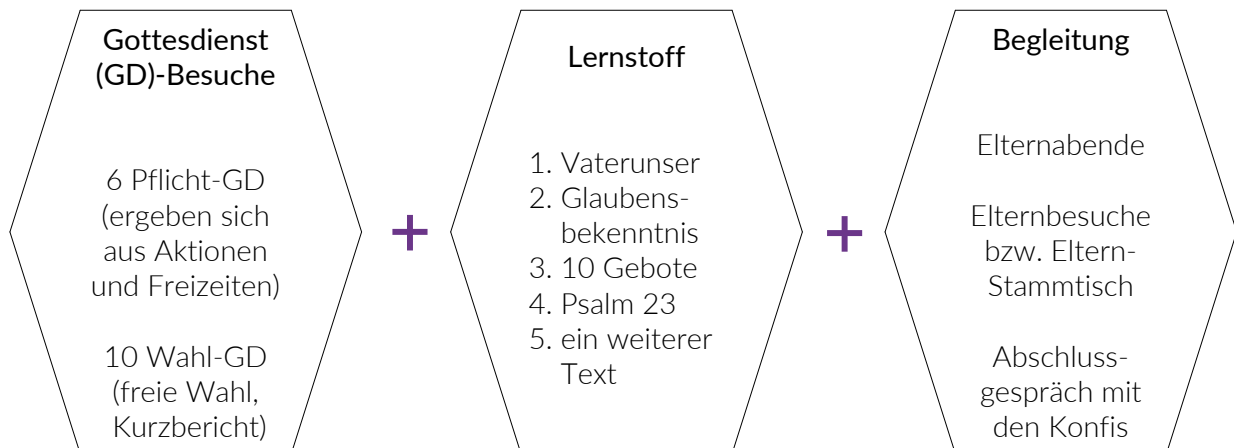 Gottesdienst
(GD)-Besuche
6 Pflicht-GD
(ergeben sich
aus Aktionen
und Freizeiten)
10 Wahl-GD
(freie Wahl,
Kurzbericht)
+
Lernstoff
1. Vaterunser
2. Glaubens-
bekenntnis
3. 10 Gebote
4. Psalm 23
5. ein weiterer
Text
+
Begleitung
Elternabende
Elternbesuche
bzw. Eltern-
Stammtisch
Abschluss-
gespräch mit
den Konfis